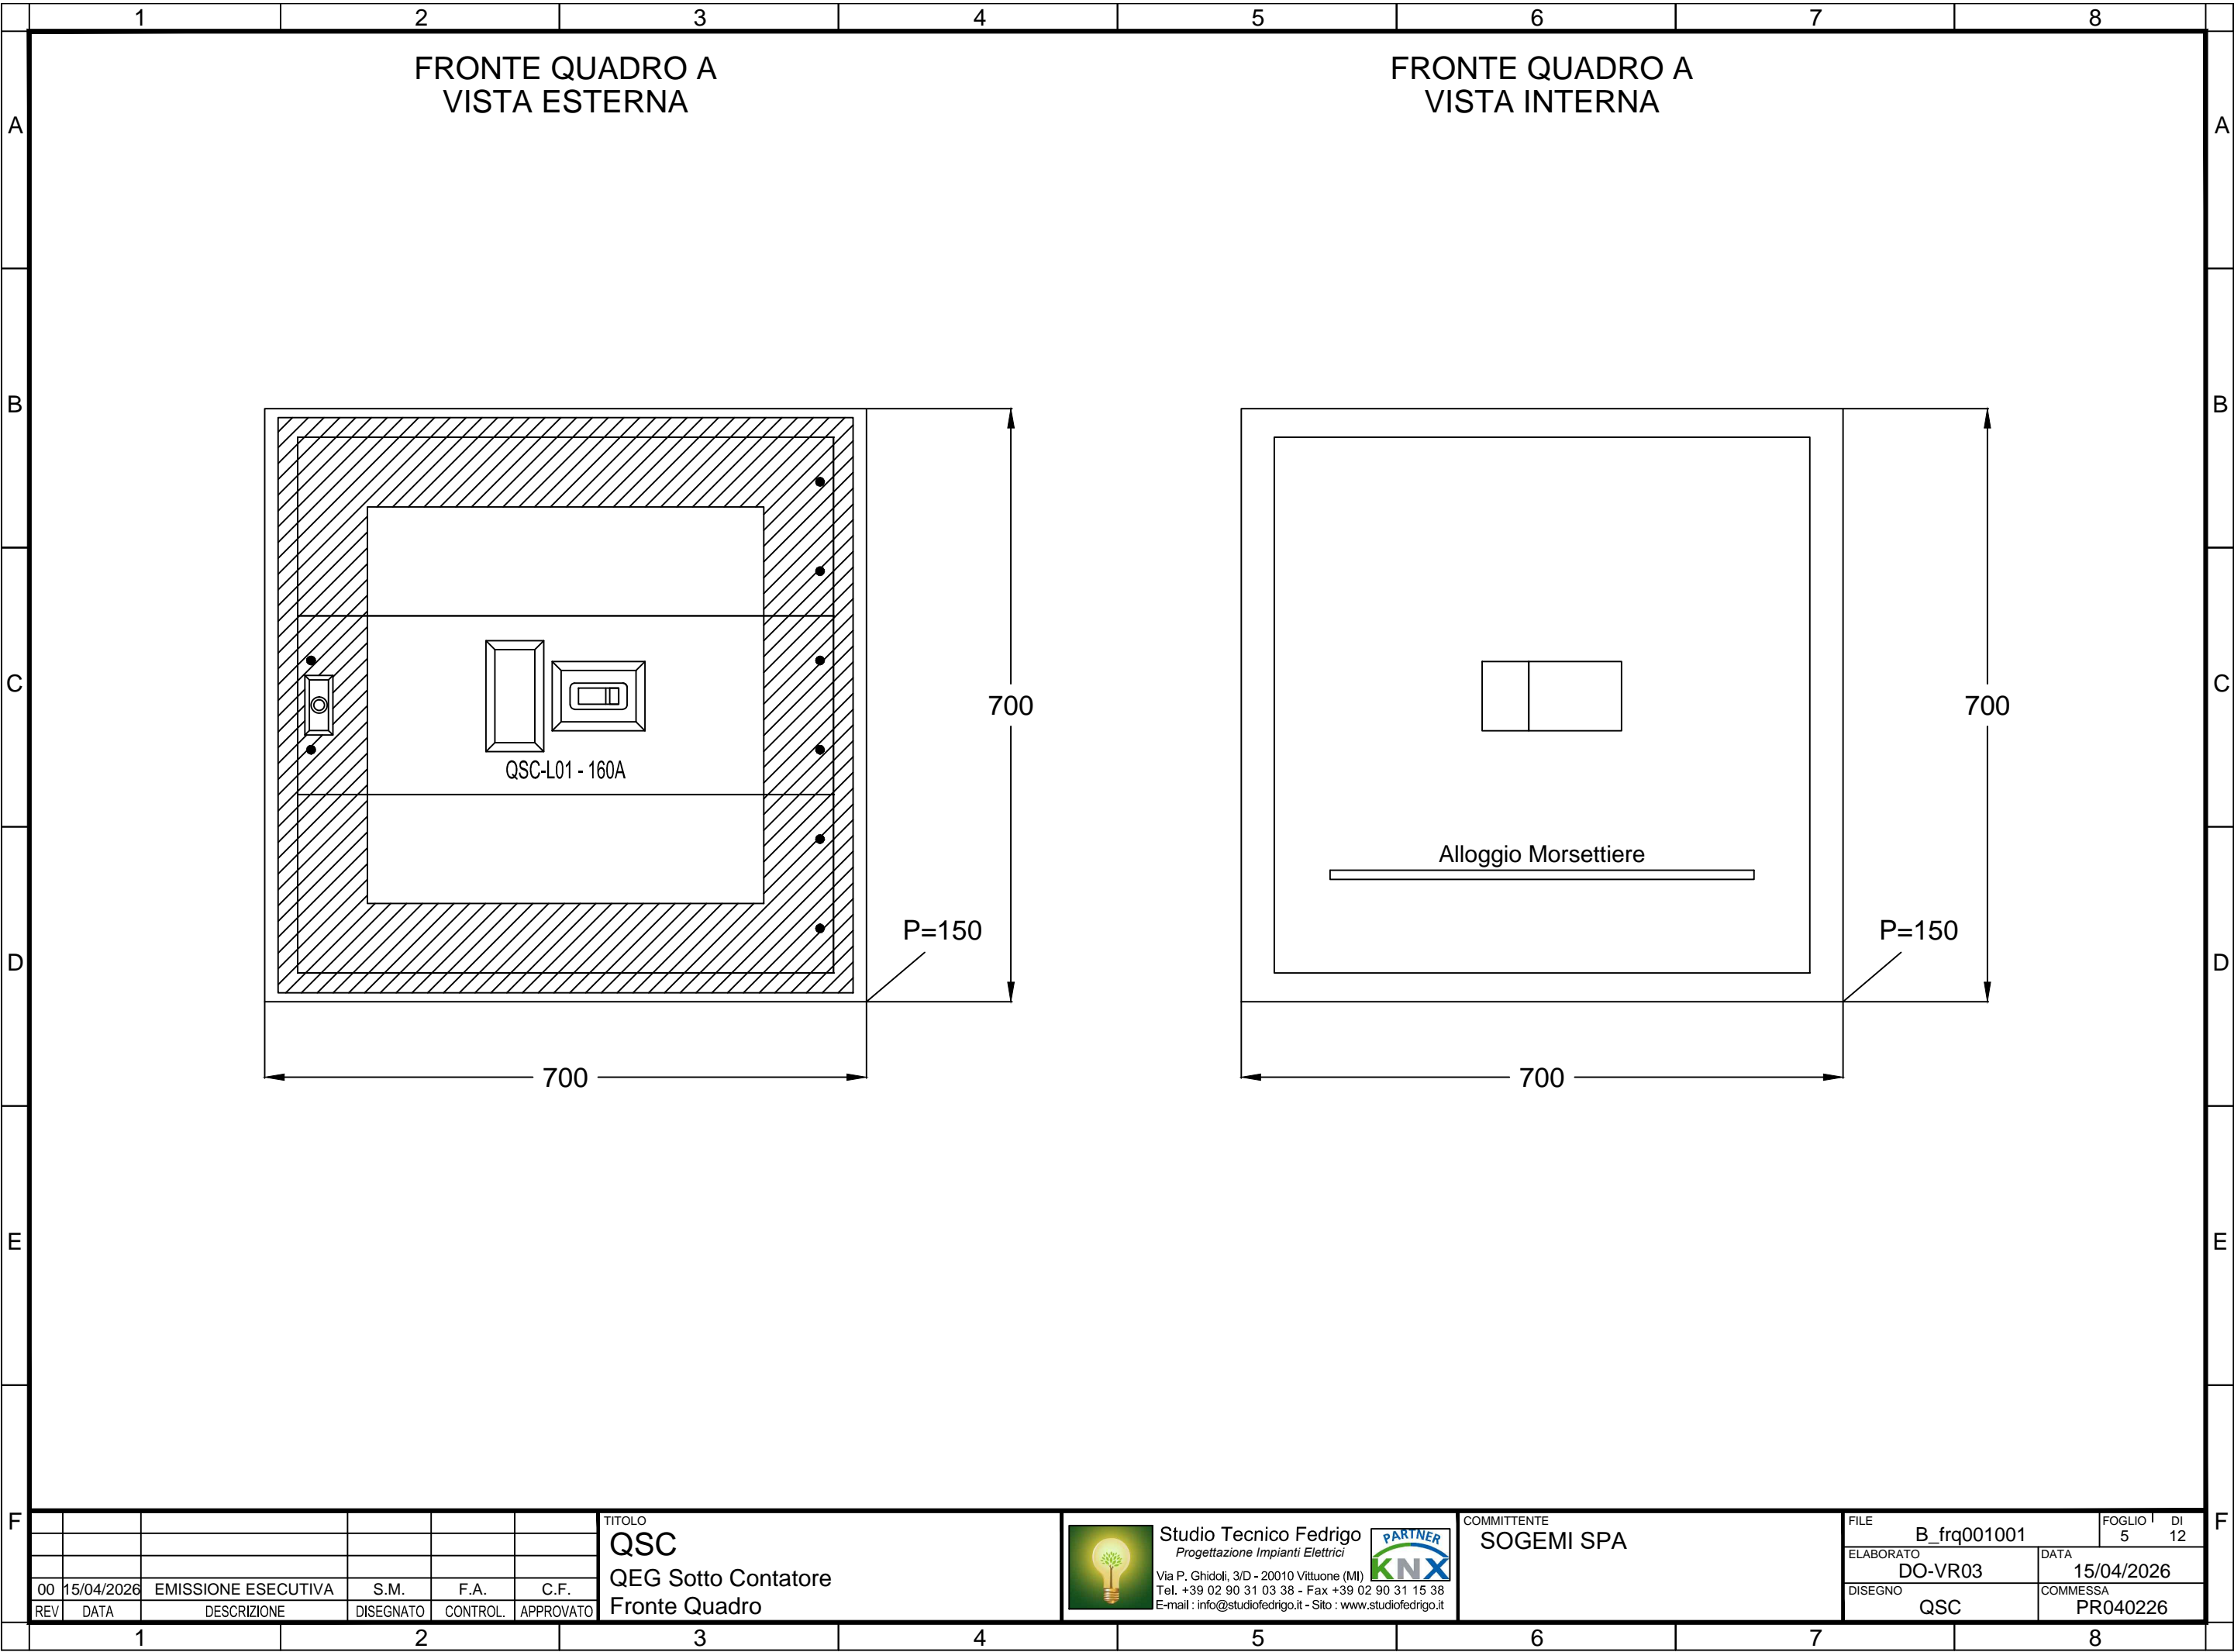 1 2 3 4 5 6 7 8
FRONTE QUADRO A
VISTA ESTERNA
FRONTE QUADRO A
VISTA INTERNA
A A
B B
C C
700
700
QSC-L01 - 160A
Alloggio Morsettiere
P=150
P=150
D D
700
700
E E
F F
00 15/04/2026 EMISSIONE ESECUTIVA S.M. F.A. C.F.
REV DATA DESCRIZIONE DISEGNATO CONTROL. APPROVATO
TITOLO
QSC
QEG Sotto Contatore
Fronte Quadro
Studio Tecnico Fedrigo
Progettazione Impianti Elettrici
Via P. Ghidoli, 3/D - 20010 Vittuone (MI)
Tel. +39 02 90 31 03 38 - Fax +39 02 90 31 15 38
E-mail : info@studiofedrigo.it - Sito : www.studiofedrigo.it
PARTNER
KNX
COMMITTENTE
SOGEMI SPA
FILE
B_frq001001
FOGLIO DI
5 12
ELABORATO
DO-VR03
DATA
15/04/2026
DISEGNO
QSC
COMMESSA
PR040226
1 2 3 4 5 6 7 8